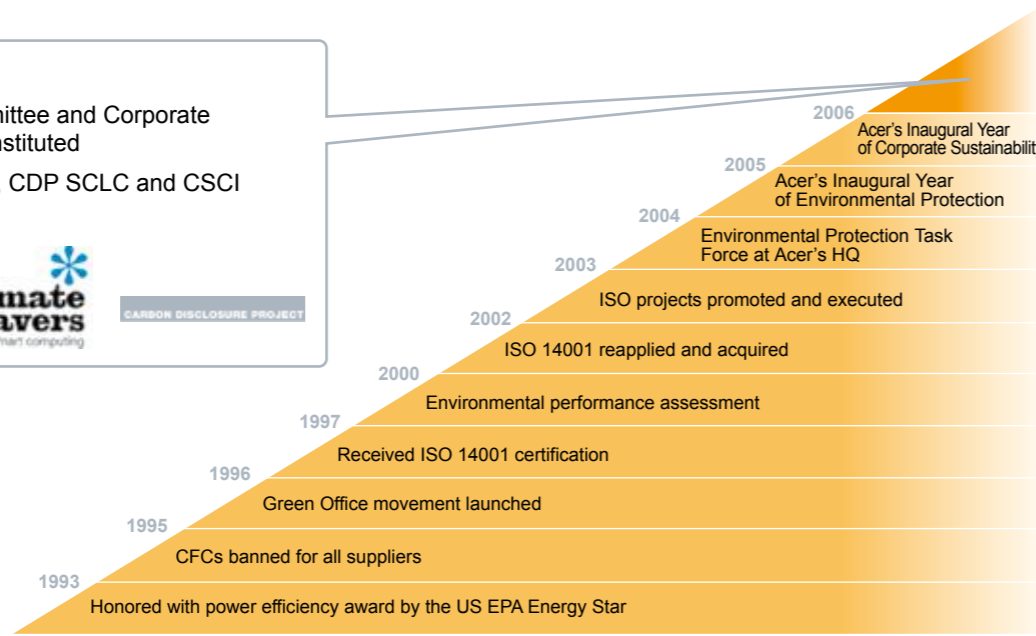 mittee and Corporate
nstituted
, CDP SCLC and CSCI
mate
avers
mart computing
CARBON DISCLOSURE PROJECT
2006
Acer's Inaugural Year
of Corporate Sustainabilit
2005
Acer's Inaugural Year
of Environmental Protection
2004
Environmental Protection Task
Force at Acer's HQ
2003
ISO projects promoted and executed
2002
ISO 14001 reapplied and acquired
2000
Environmental performance assessment
1997
Received ISO 14001 certification
1996
Green Office movement launched
1995
CFCs banned for all suppliers
1993
Honored with power efficiency award by the US EPA Energy Star